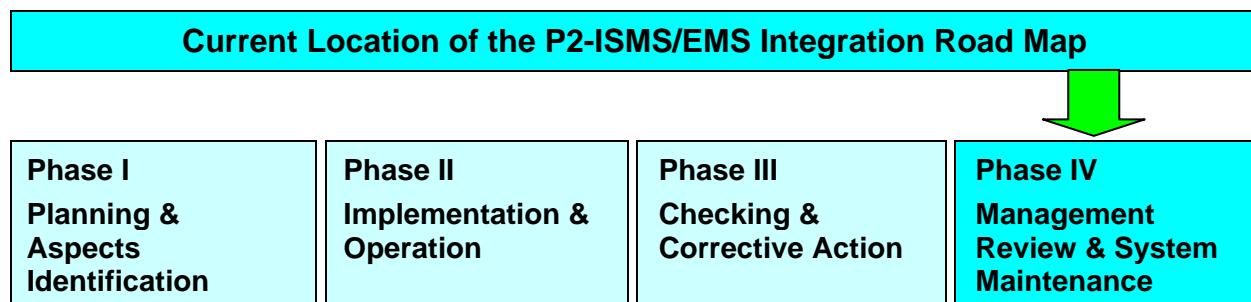 Current Location of the P2-ISMS/EMS Integration Road Map
Phase I
Planning &
Aspects
Identification
Phase II
Implementation &
Operation
Phase III
Checking &
Corrective Action
Phase IV
Management
Review & System
Maintenance